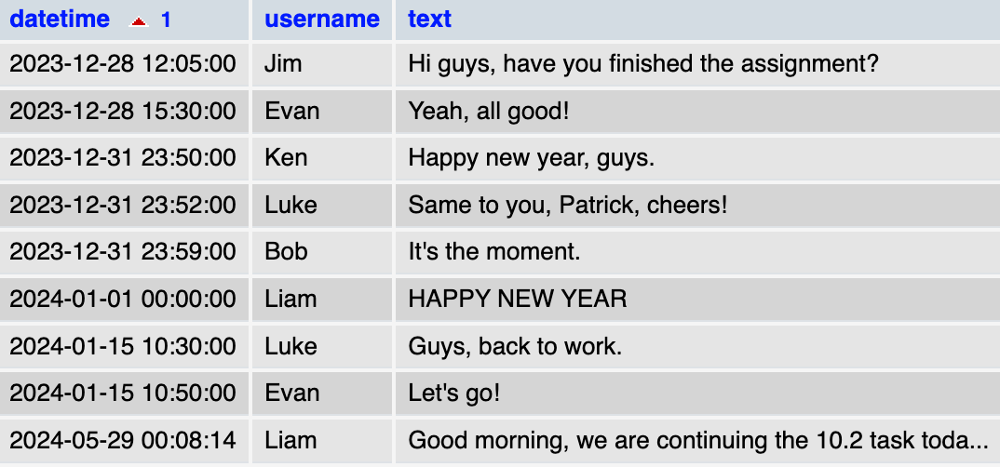 datetime 1 username text
2023-12-28 12:05:00 Jim Hi guys, have you finished the assignment?
2023-12-28 15:30:00 Evan Yeah, all good!
2023-12-31 23:50:00 Ken Happy new year, guys.
2023-12-31 23:52:00 Luke Same to you, Patrick, cheers!
2023-12-31 23:59:00 Bob It's the moment.
2024-01-01 00:00:00 Liam HAPPY NEW YEAR
2024-01-15 10:30:00 Luke Guys, back to work.
2024-01-15 10:50:00 Evan Let's go!
2024-05-29 00:08:14 Liam Good morning, we are continuing the 10.2 task toda...